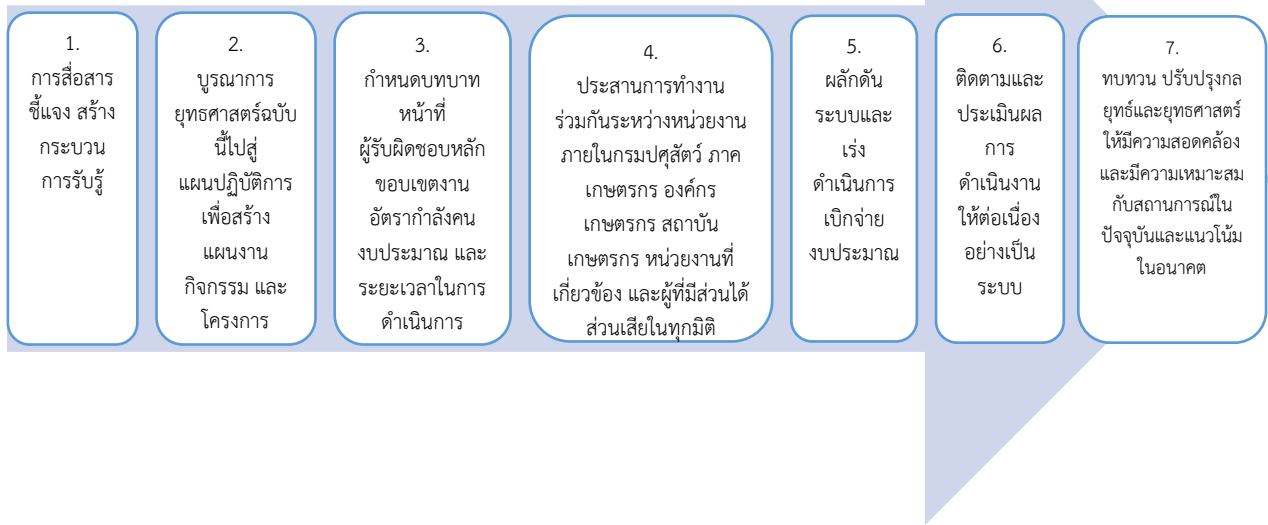 1.
การสื่อสาร
ชี้แจง สร้าง
กระบวน
การรับรู้
2.
บูรณาการ
ยุทธศาสตร์ฉบับ
นี้ไปสู่
แผนปฏิบัติการ
เพื่อสร้าง
แผนงาน
กิจกรรม และ
โครงการ
3.
กำหนดบทบาท
หน้าที่
ผู้รับผิดชอบหลัก
ขอบเขตงาน
อัตรากำลังคน
งบประมาณ และ
ระยะเวลาในการ
ดำเนินการ
4.
ประสานการทำงาน
ร่วมกันระหว่างหน่วยงาน
ภายในกรมปศุสัตว์ ภาค
เกษตรกร องค์กร
เกษตรกร สถาบัน
เกษตรกร หน่วยงานที่
เกี่ยวข้อง และผู้ที่มีส่วนได้
ส่วนเสียในทุกมิติ
5.
ผลักดัน
ระบบและ
เร่ง
ดำเนินการ
เบิกจ่าย
งบประมาณ
6.
ติดตามและ
ประเมินผล
การ
ดำเนินงาน
ให้ต่อเนื่อง
อย่างเป็น
ระบบ
7.
ทบทวน ปรับปรุงกล
ยุทธ์และยุทธศาสตร์
ให้มีความสอดคล้อง
และมีความเหมาะสม
กับสถานการณ์ใน
ปัจจุบันและแนวโน้ม
ในอนาคต